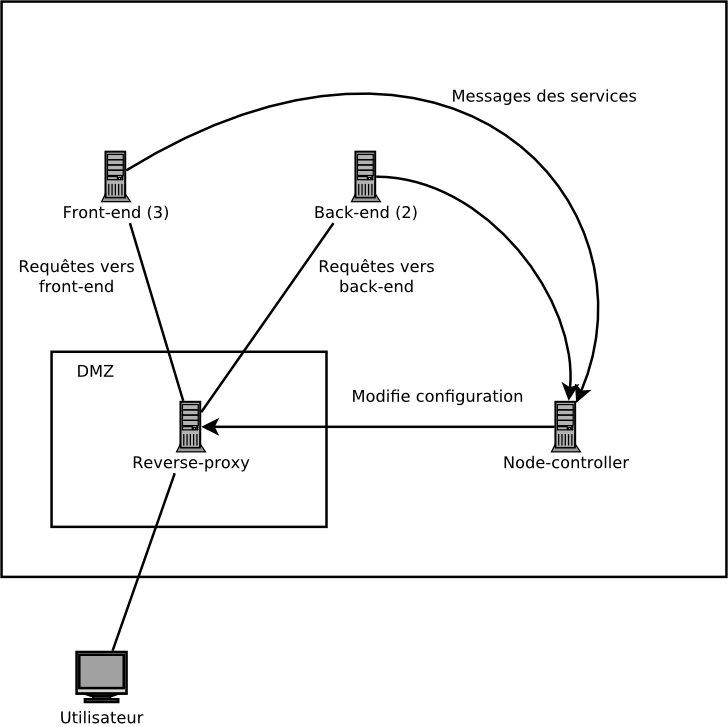 Messages des services
Front-end (3)
Back-end (2)
Requêtes vers
front-end
Requêtes vers
back-end
DMZ
Modifie configuration
Reverse-proxy
Node-controller
Utilisateur